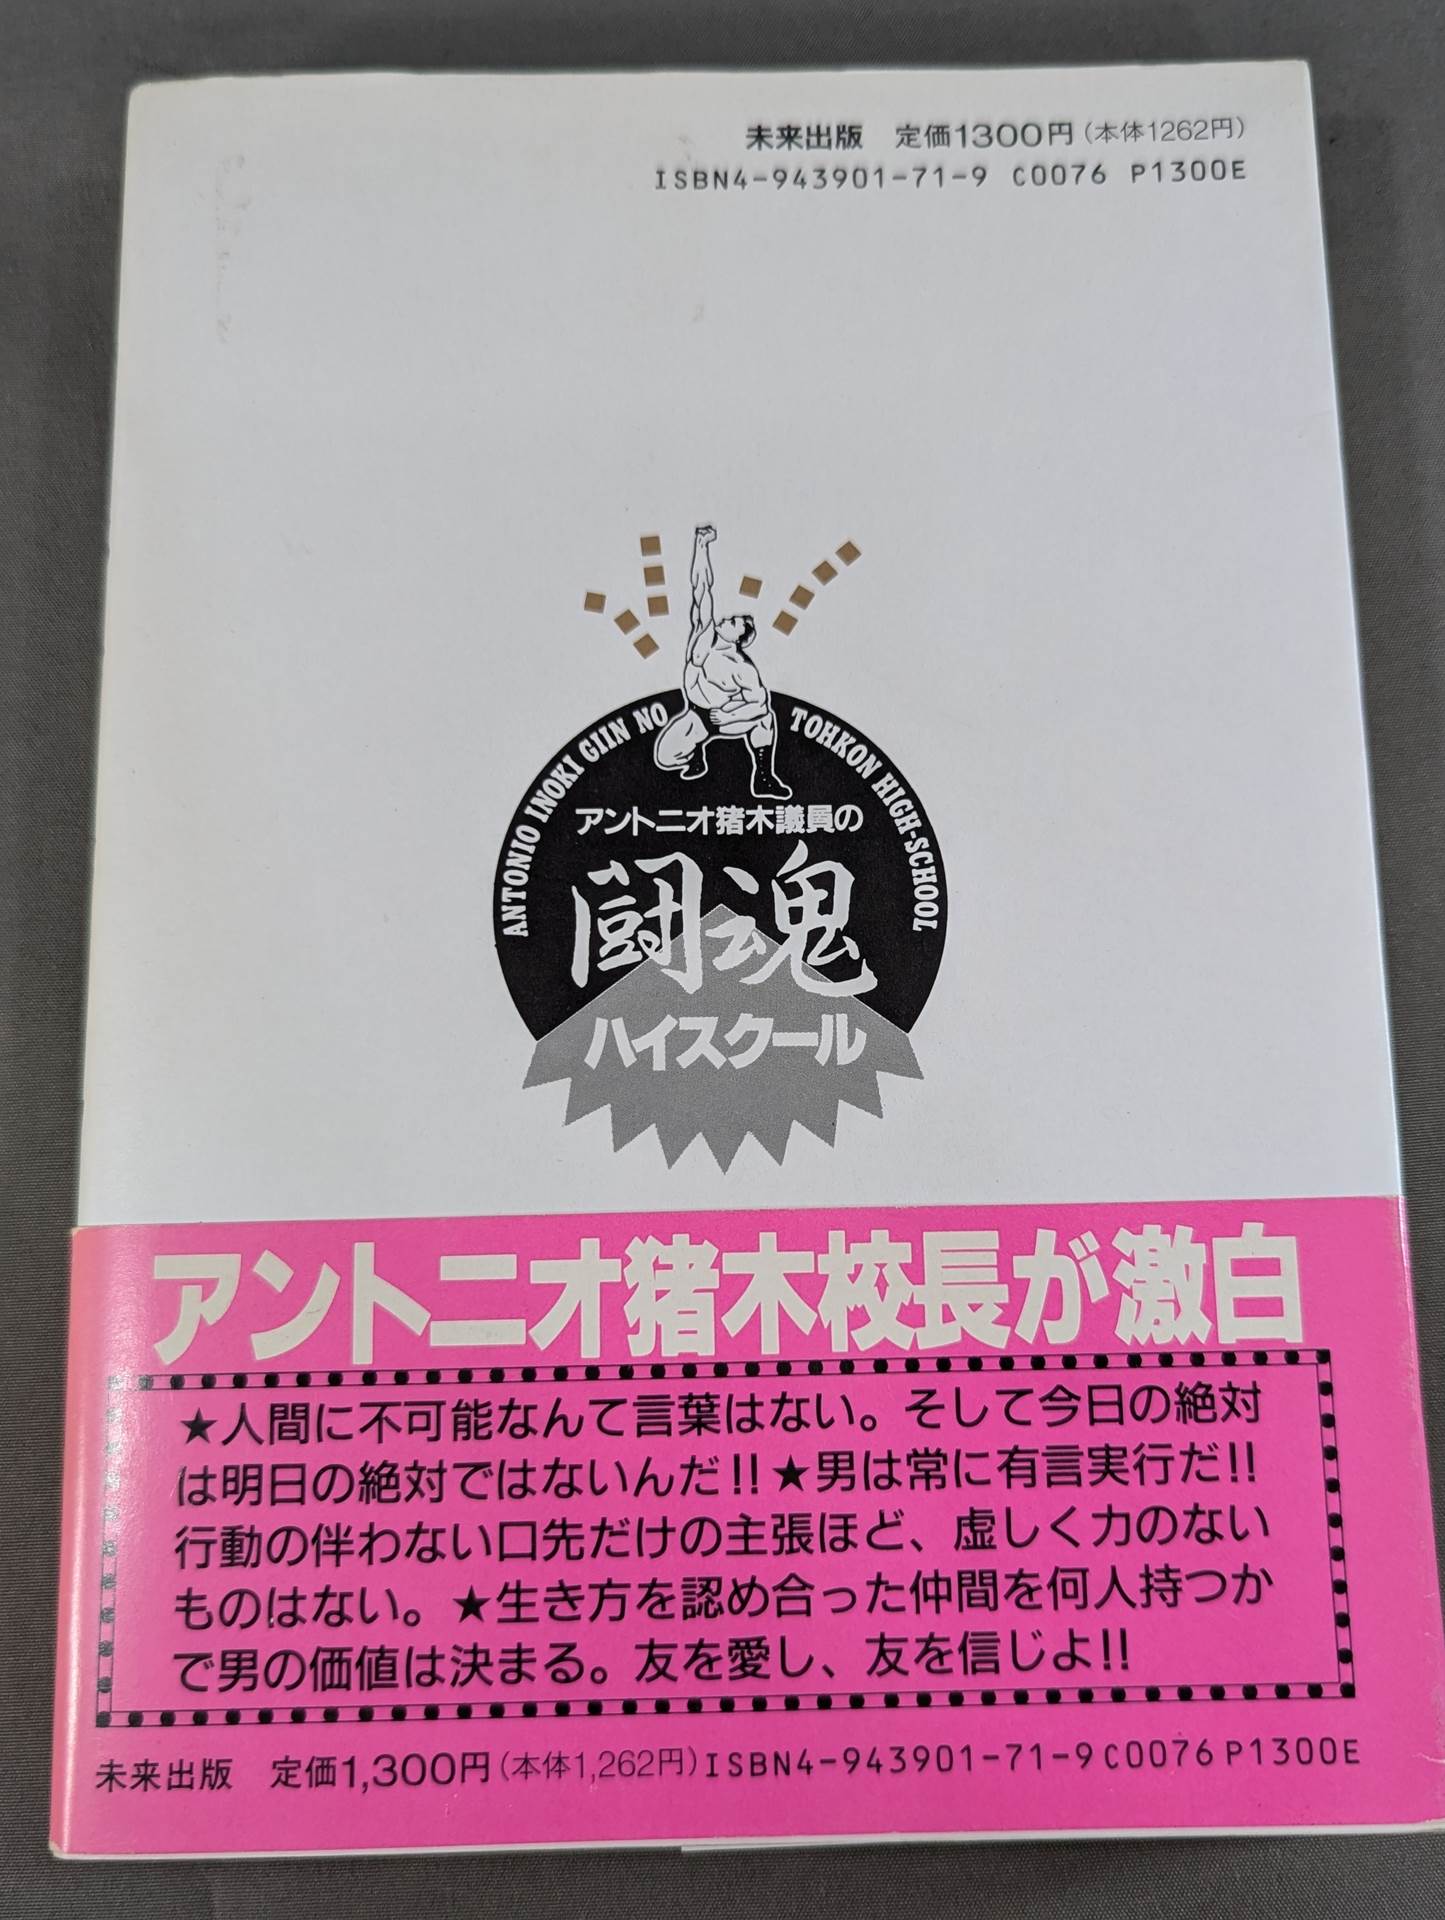 未来出版 定価1300円(本体1262円)
ISBN4-943901-71-9 C0076 P1300E
ANTONIO INOKI GIIN NO TOHKON HIGH-SCHOOL
アントニオ猪木議員の
闘魂
ハイスクール
アントニオ猪木校長が激白
★人間に不可能なんて言葉はない。そして今日の絶対
は明日の絶対ではないんだ!!★男は常に有言実行だ!!
行動の伴わない口先だけの主張ほど、虚しく力のない
ものはない。★生き方を認め合った仲間を何人持つか
で男の価値は決まる。友を愛し、友を信じよ!!
未来出版 定価1,300円(本体1,262円)ISBN4-943901-71-9 C0076 P1300E